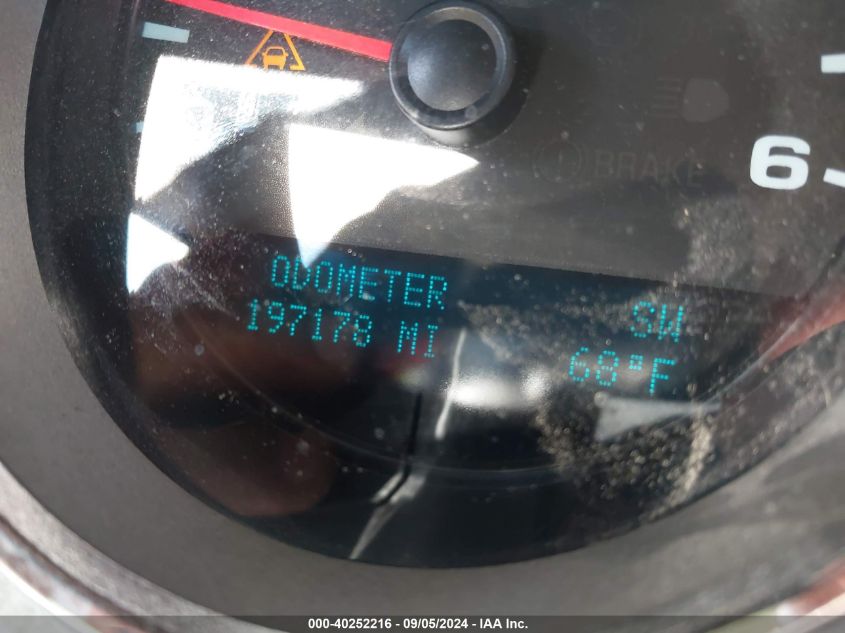 BRAKE
6
ODOMETER SW
197178 MI 68°F
000-40252216 - 09/05/2024 - IAA Inc.